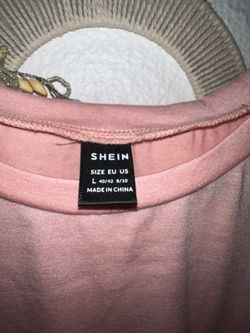 SHEIN
SIZE EU US
L 40/42 8/10
MADE IN CHINA